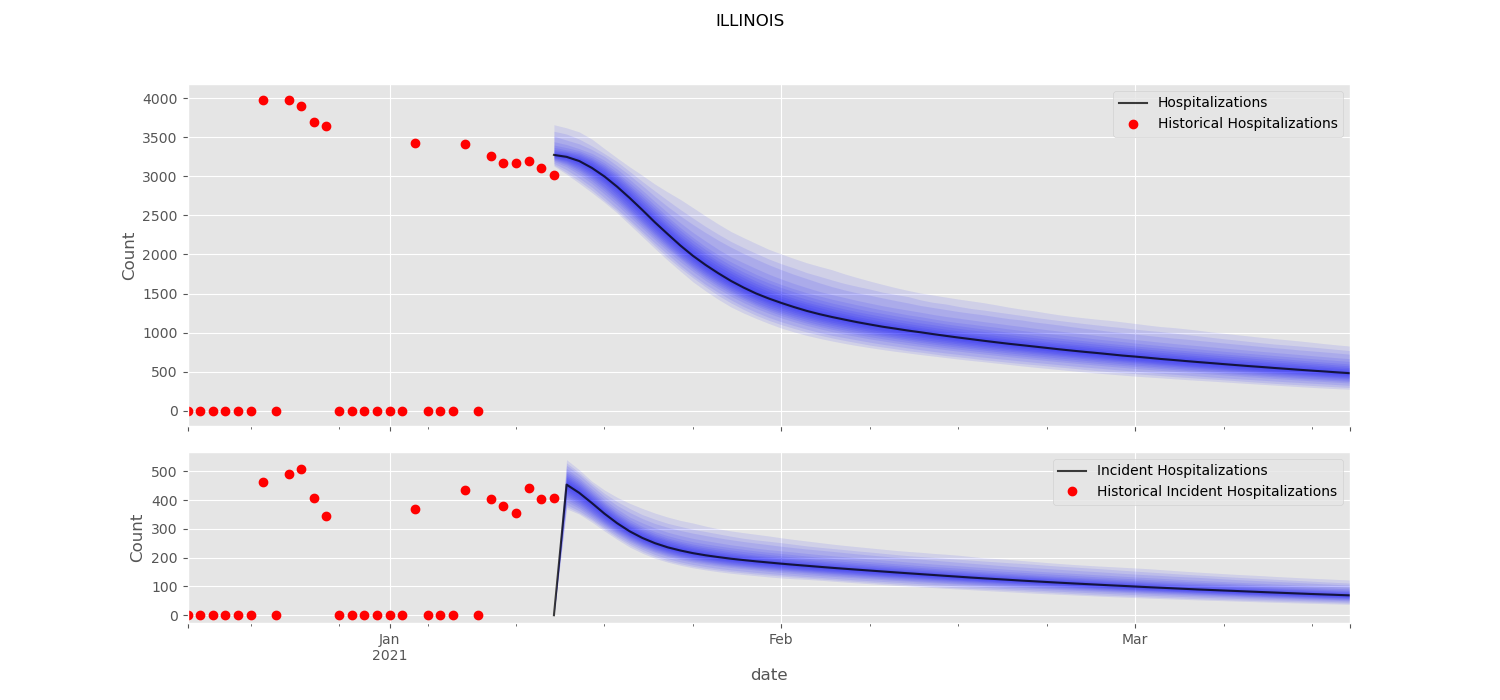 ILLINOIS
4000
3500
3000
2500
2000
1500
1000
500
0
Count
Hospitalizations
Historical Hospitalizations
500
400
300
200
100
0
Count
Incident Hospitalizations
Historical Incident Hospitalizations
Jan
2021
Feb
Mar
date